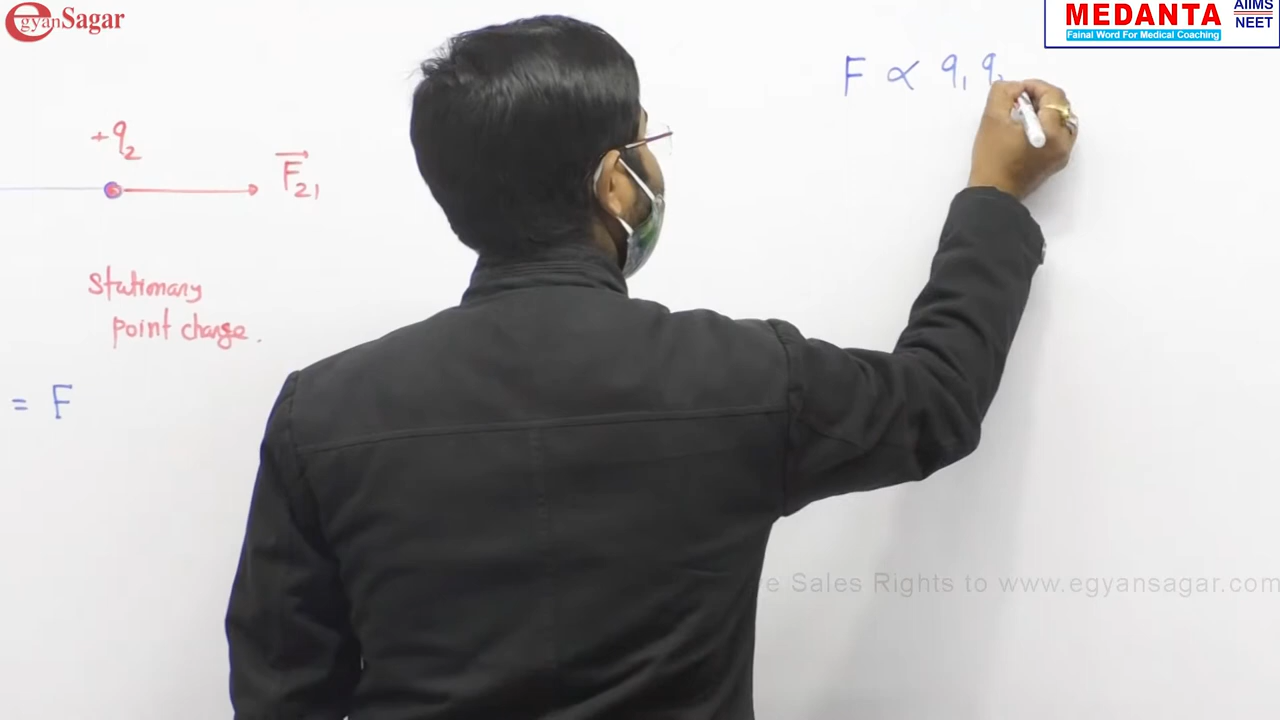 egyanSagar
MEDANTA
Fainal Word For Medical Coaching
AIIMS
NEET
F ∝ q₁ q₂
+q₂
F₂₁
Stationary
point charge.
= F
e Sales Rights to www.egyansagar.com